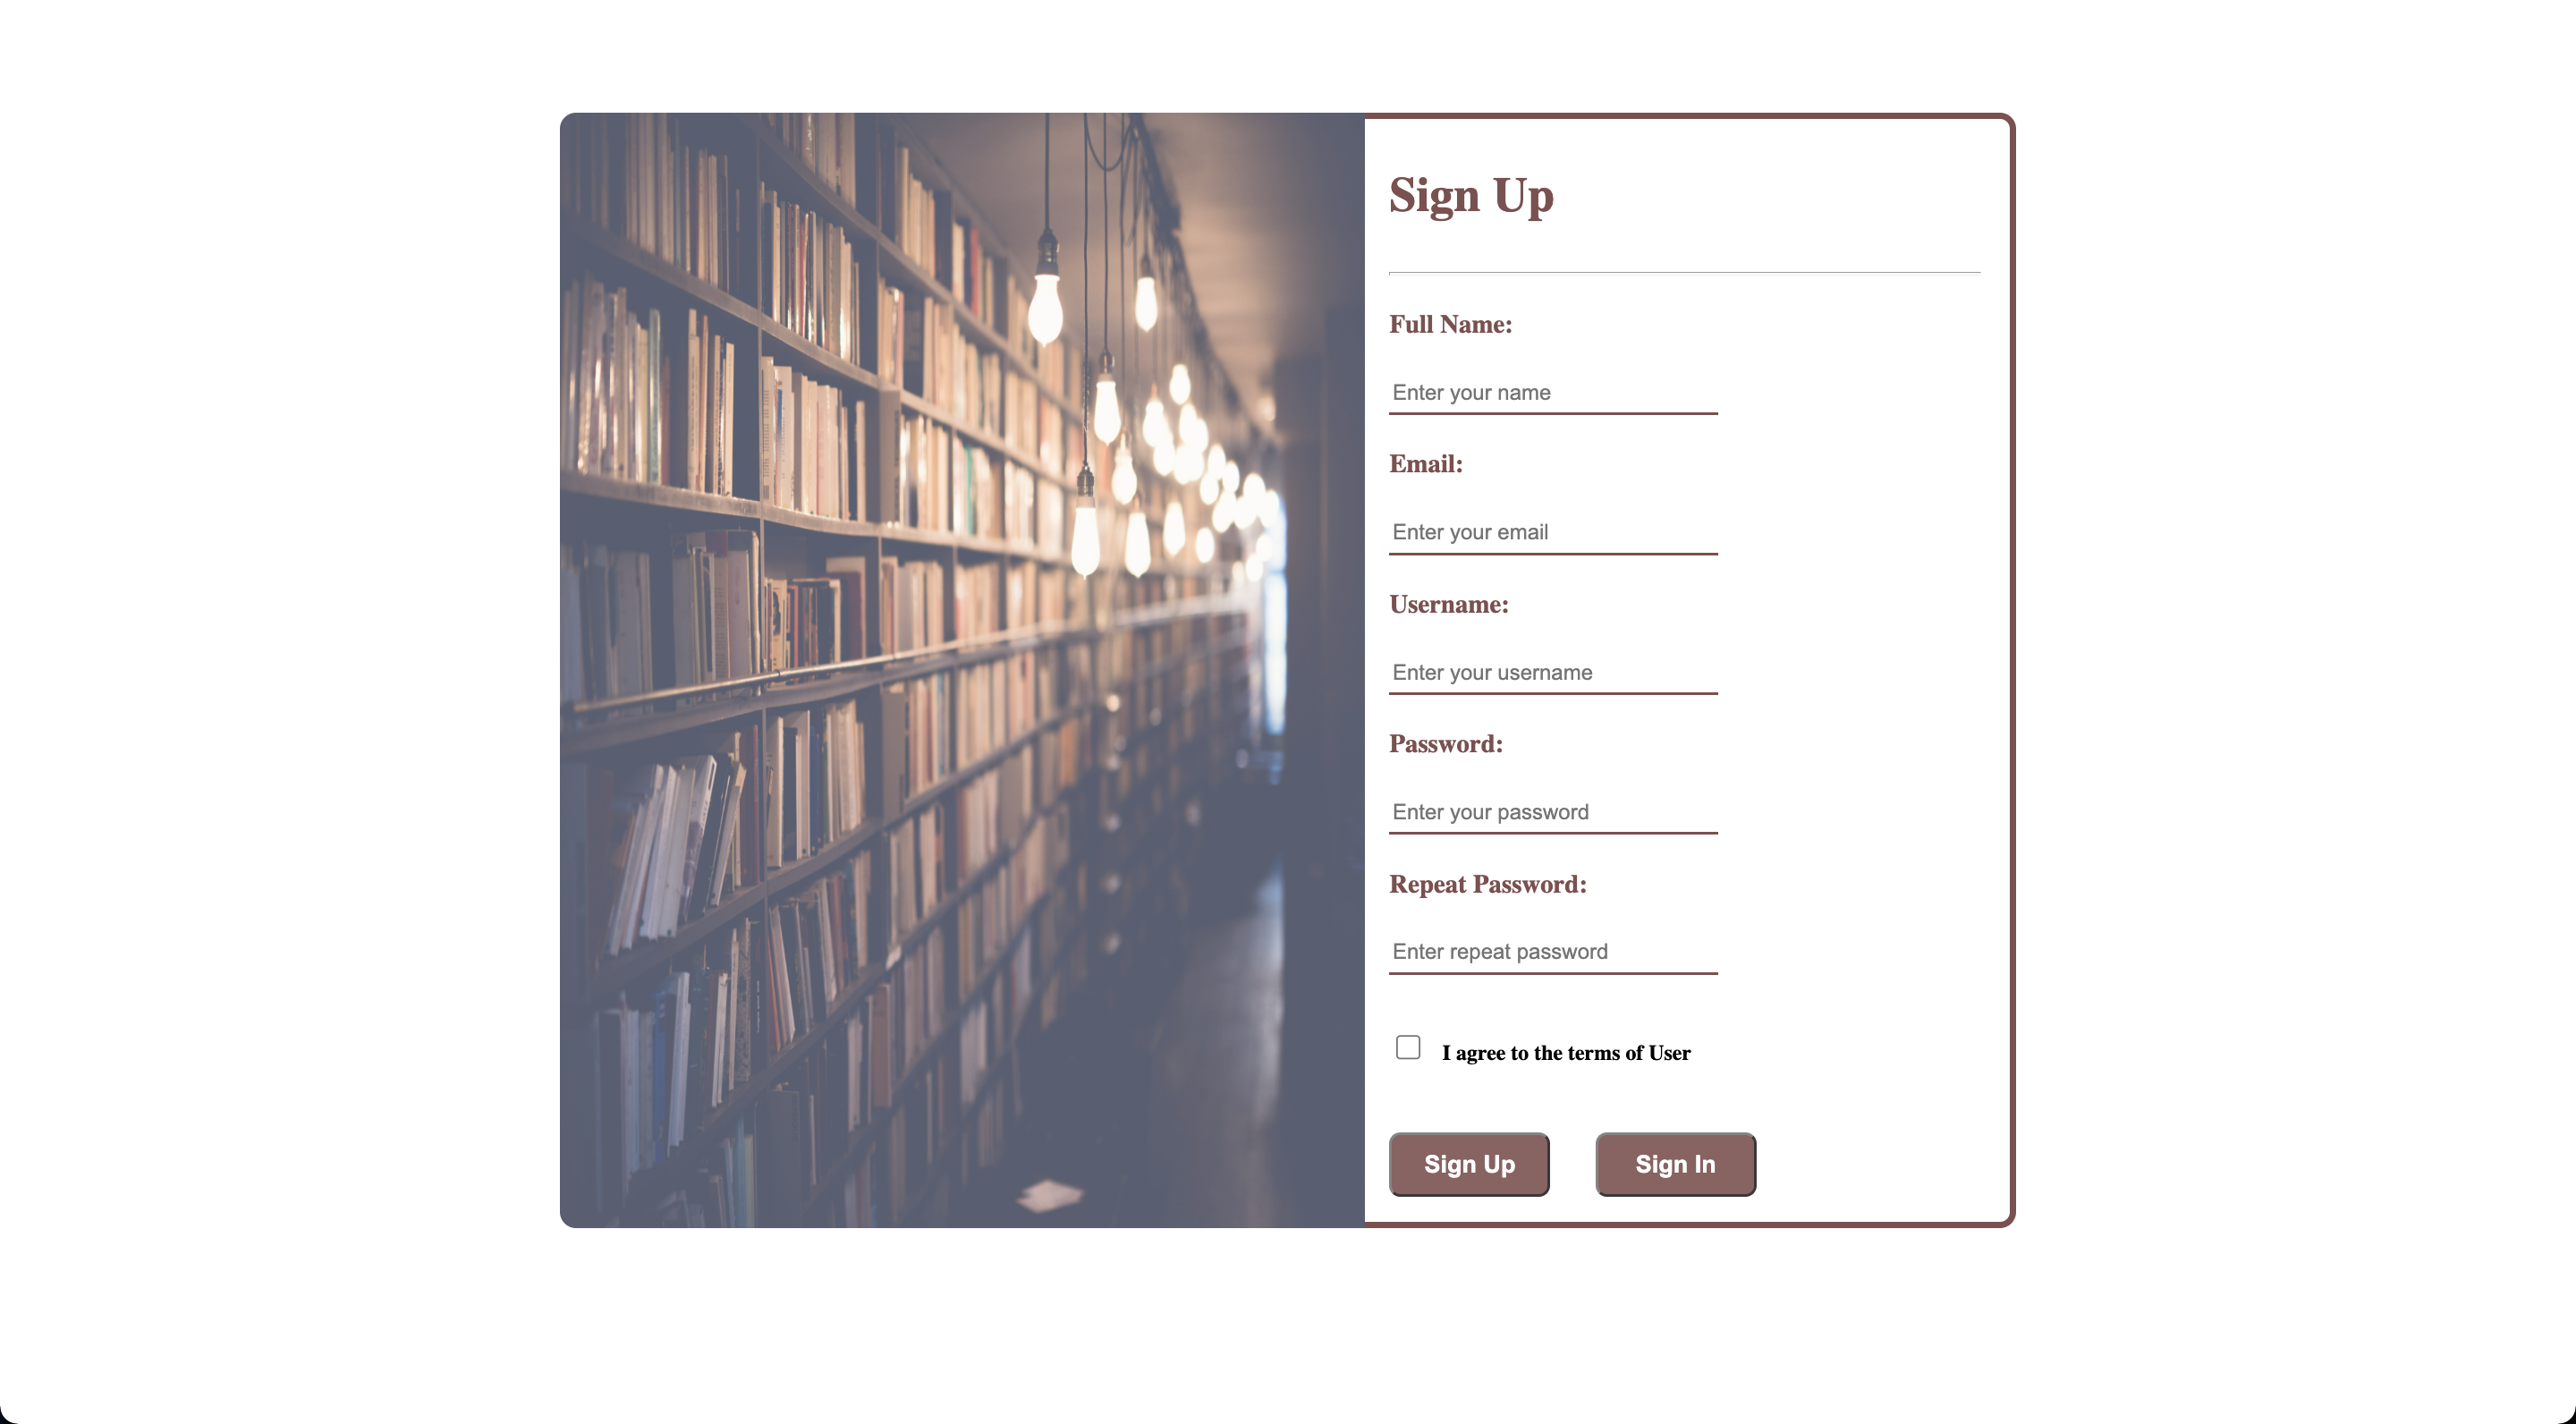 Sign Up
Full Name:
Enter your name
Email:
Enter your email
Username:
Enter your username
Password:
Enter your password
Repeat Password:
Enter repeat password
I agree to the terms of User
Sign Up
Sign In